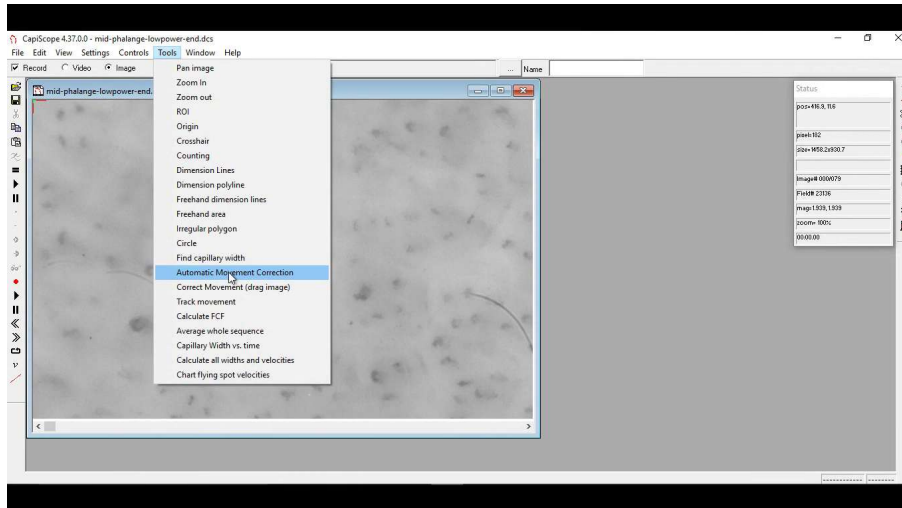 CapiScope 4.37.0.0 - mid-phalange-lowpower-end.dcs
File Edit View Settings Controls Tools Window Help
Record Video Image ... Name
mid-phalange-lowpower-end.
Pan image
Zoom In
Zoom out
ROI
Origin
Crosshair
Counting
Dimension Lines
Dimension polyline
Freehand dimension lines
Freehand area
Irregular polygon
Circle
Find capillary width
Automatic Movement Correction
Correct Movement (drag image)
Track movement
Calculate FCF
Average whole sequence
Capillary Width vs. time
Calculate all widths and velocities
Chart flying spot velocities
Status
pos=416.9, 11.6
pixel=182
size=1458.2x930.7
Image# 000/079
Field# 23136
mag=1.939, 1.939
zoom= 100%
00:00.00